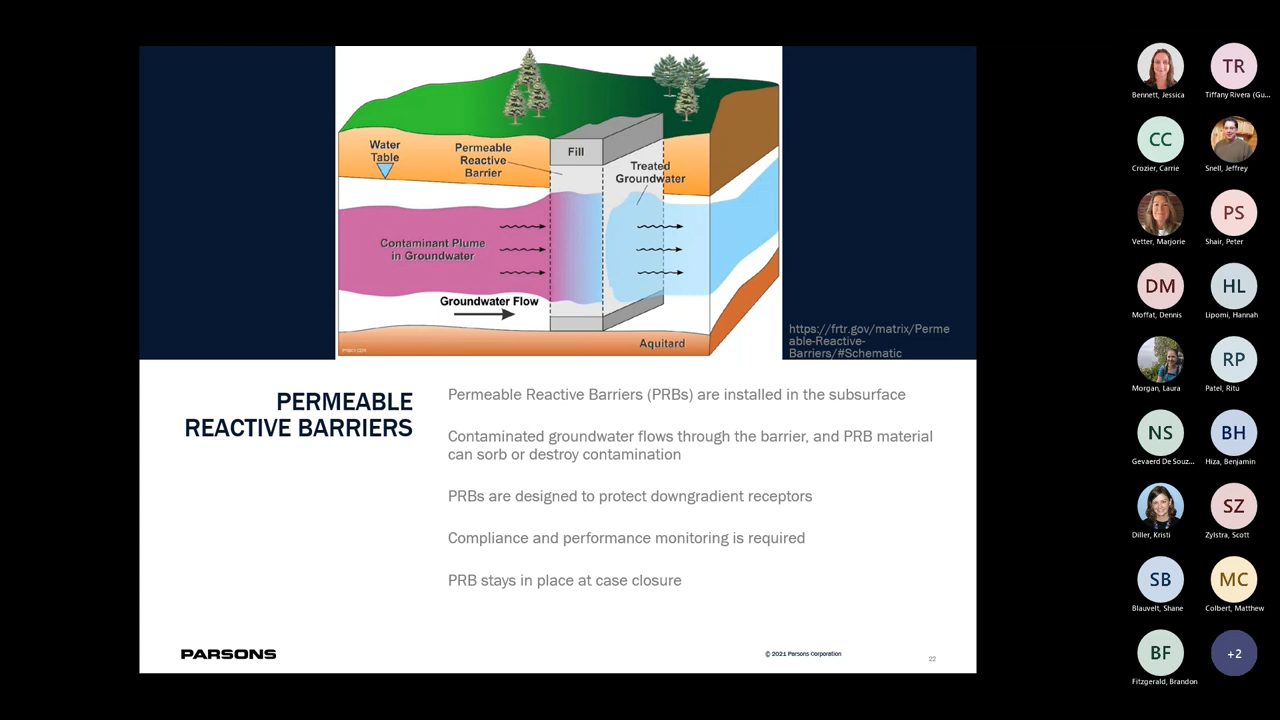 Water
Table
Permeable
Reactive
Barrier
Fill
Treated
Groundwater
Contaminant Plume
in Groundwater
Groundwater Flow
Aquitard
https://frtr.gov/matrix/Perme
able-Reactive-
Barriers/#Schematic
PERMEABLE
REACTIVE BARRIERS
Permeable Reactive Barriers (PRBs) are installed in the subsurface
Contaminated groundwater flows through the barrier, and PRB material
can sorb or destroy contamination
PRBs are designed to protect downgradient receptors
Compliance and performance monitoring is required
PRB stays in place at case closure
PARSONS
© 2021 Parsons Corporation
22
Bennett, Jessica
TR
Tiffany Rivera (Gu...
CC
Crozier, Carrie
Snell, Jeffrey
Vetter, Marjorie
PS
Shair, Peter
DM
Moffat, Dennis
HL
Lipomi, Hannah
Morgan, Laura
RP
Patel, Ritu
NS
Gevaerd De Souz...
BH
Hiza, Benjamin
Diller, Kristi
SZ
Zylstra, Scott
SB
Blauvelt, Shane
MC
Colbert, Matthew
BF
Fitzgerald, Brandon
+2